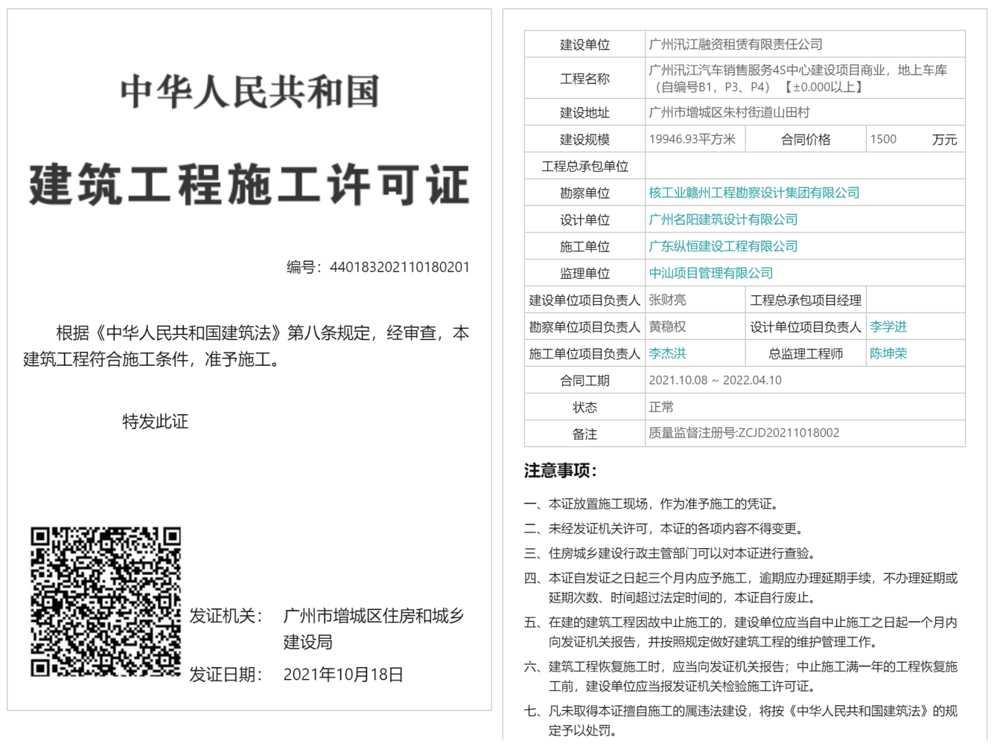 中华人民共和国
建筑工程施工许可证
编号：440183202110180201
根据《中华人民共和国建筑法》第八条规定，经审查，本
建筑工程符合施工条件，准予施工。
特发此证
发证机关： 广州市增城区住房和城乡
建设局
发证日期： 2021年10月18日
建设单位 广州汛江融资租赁有限责任公司
工程名称 广州汛江汽车销售服务4S中心建设项目商业，地上车库
（自编号B1，P3、P4）【±0.000以上】
建设地址 广州市增城区朱村街道山田村
建设规模 19946.93平方米 合同价格 1500 万元
工程总承包单位
勘察单位 核工业赣州工程勘察设计集团有限公司
设计单位 广州名阳建筑设计有限公司
施工单位 广东纵恒建设工程有限公司
监理单位 中汕项目管理有限公司
建设单位项目负责人 张财亮 工程总承包项目经理
勘察单位项目负责人 黄稳权 设计单位项目负责人 李学进
施工单位项目负责人 李杰洪 总监理工程师 陈坤荣
合同工期 2021.10.08 ~ 2022.04.10
状态 正常
备注 质量监督注册号:ZCJD20211018002
注意事项：
一、本证放置施工现场，作为准予施工的凭证。
二、未经发证机关许可，本证的各项内容不得变更。
三、住房城乡建设行政主管部门可以对本证进行查验。
四、本证自发证之日起三个月内应予施工，逾期应办理延期手续，不办理延期或
延期次数、时间超过法定时间的，本证自行废止。
五、在建的建筑工程因故中止施工的，建设单位应当自中止施工之日起一个月内
向发证机关报告，并按照规定做好建筑工程的维护管理工作。
六、建筑工程恢复施工时，应当向发证机关报告；中止施工满一年的工程恢复施
工前，建设单位应当报发证机关检验施工许可证。
七、凡未取得本证擅自施工的属违法建设，将按《中华人民共和国建筑法》的规
定予以处罚。